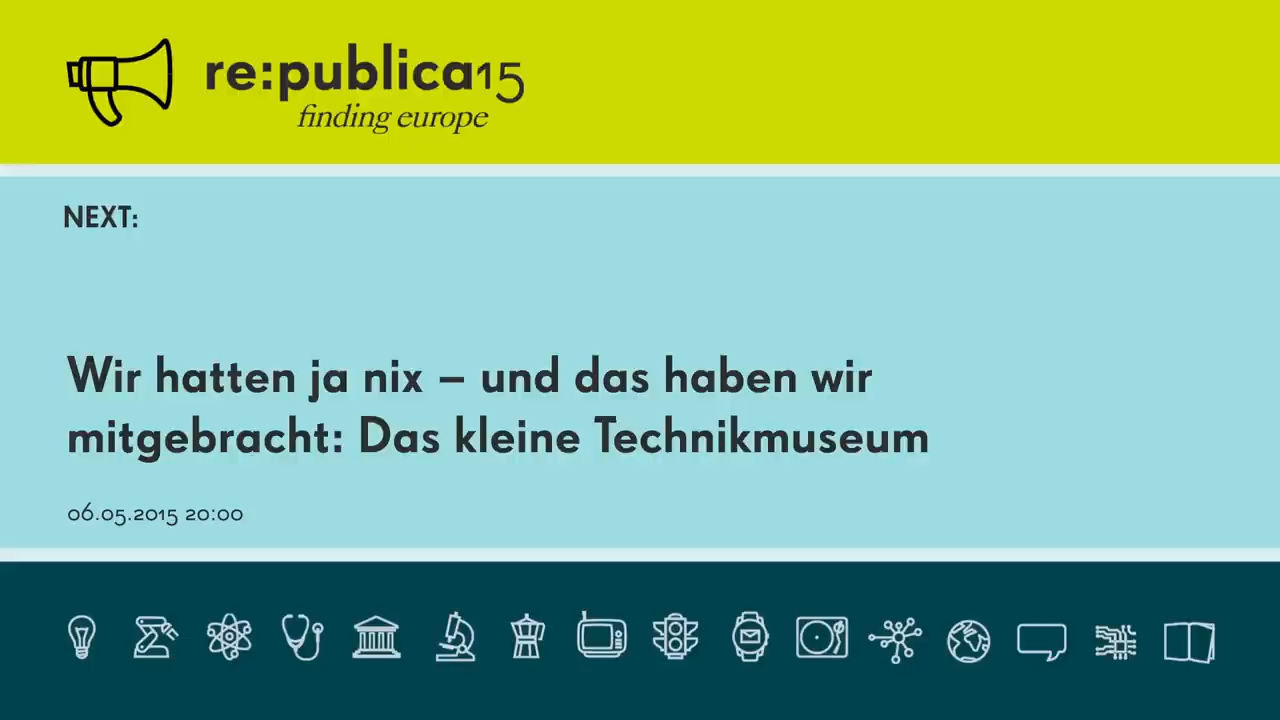 re:publica15
finding europe
NEXT:
Wir hatten ja nix – und das haben wir
mitgebracht: Das kleine Technikmuseum
06.05.2015 20:00